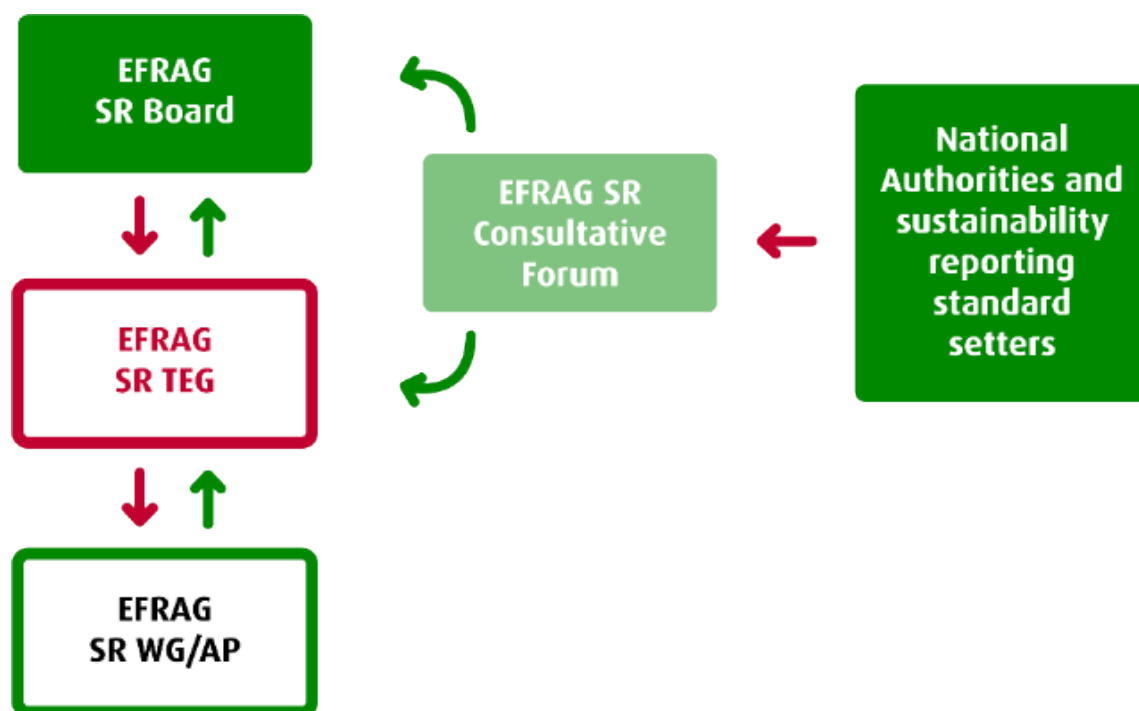 EFRAG
SR Board
EFRAG SR
Consultative
Forum
National
Authorities and
sustainability
reporting
standard
setters
EFRAG
SR TEG
EFRAG
SR WG/AP